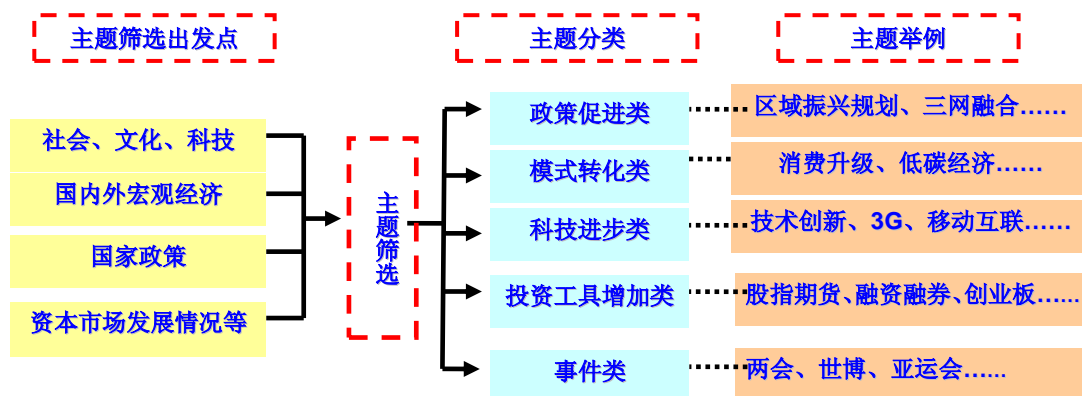 主题筛选出发点
主题分类
主题举例
社会、文化、科技
国内外宏观经济
国家政策
资本市场发展情况等
主题筛选
政策促进类
区域振兴规划、三网融合……
模式转化类
消费升级、低碳经济……
科技进步类
技术创新、3G、移动互联……
投资工具增加类
股指期货、融资融券、创业板……
事件类
两会、世博、亚运会……